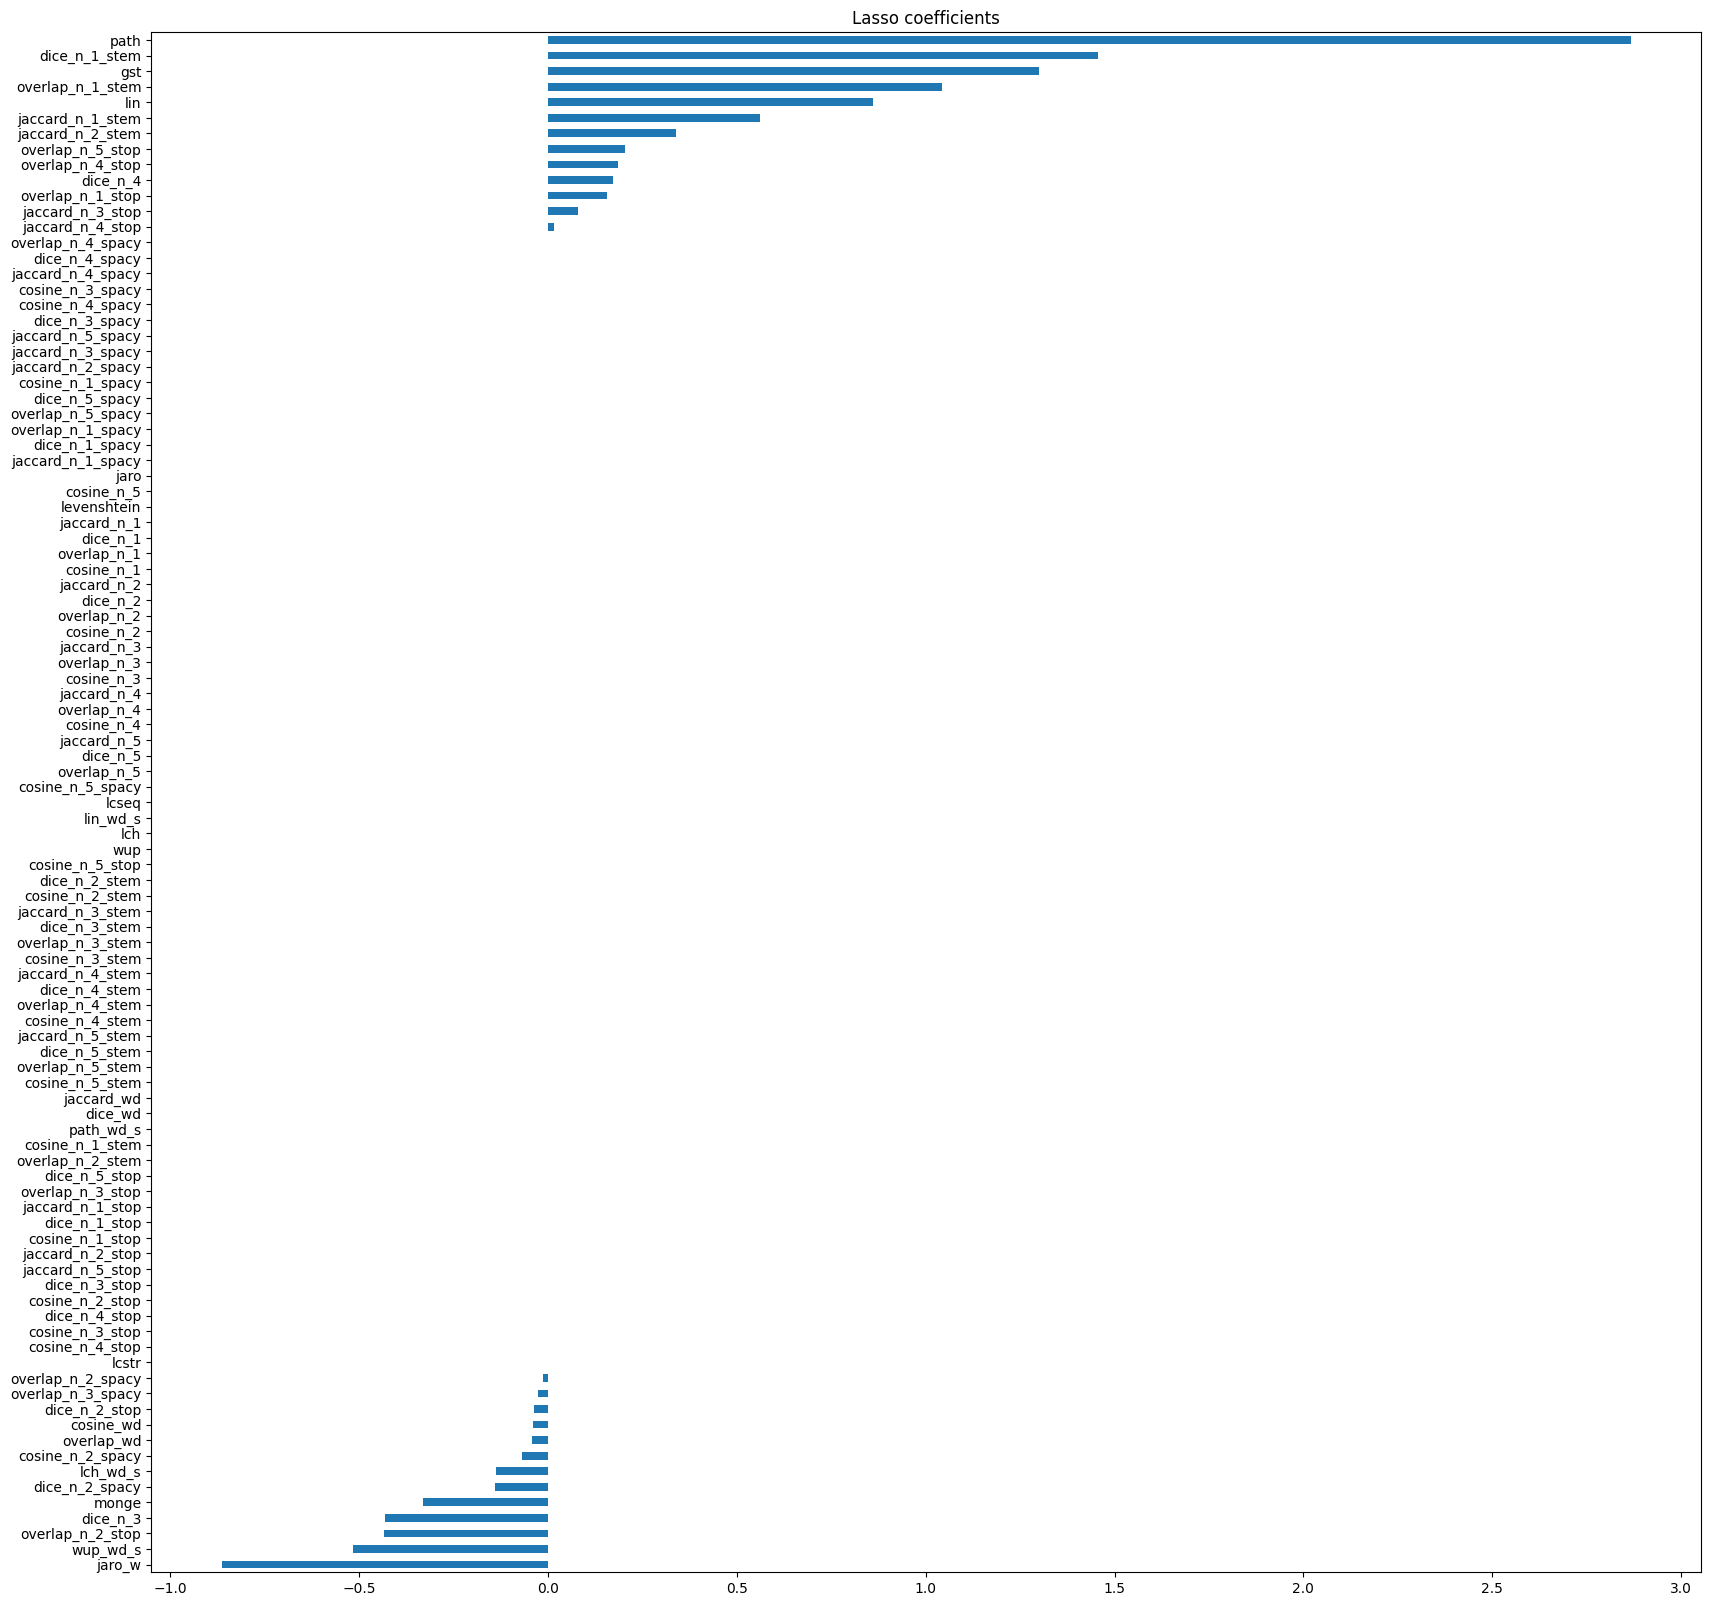 Lasso coefficients
path
dice_n_1_stem
gst
overlap_n_1_stem
lin
jaccard_n_1_stem
jaccard_n_2_stem
overlap_n_5_stop
overlap_n_4_stop
dice_n_4
overlap_n_1_stop
jaccard_n_3_stop
jaccard_n_4_stop
overlap_n_4_spacy
dice_n_4_spacy
jaccard_n_4_spacy
cosine_n_3_spacy
cosine_n_4_spacy
dice_n_3_spacy
jaccard_n_5_spacy
jaccard_n_3_spacy
jaccard_n_2_spacy
cosine_n_1_spacy
dice_n_5_spacy
overlap_n_5_spacy
overlap_n_1_spacy
dice_n_1_spacy
jaccard_n_1_spacy
jaro
cosine_n_5
levenshtein
jaccard_n_1
dice_n_1
overlap_n_1
cosine_n_1
jaccard_n_2
dice_n_2
overlap_n_2
cosine_n_2
jaccard_n_3
overlap_n_3
cosine_n_3
jaccard_n_4
overlap_n_4
cosine_n_4
jaccard_n_5
dice_n_5
overlap_n_5
cosine_n_5_spacy
lcseq
lin_wd_s
lch
wup
cosine_n_5_stop
dice_n_2_stem
cosine_n_2_stem
jaccard_n_3_stem
dice_n_3_stem
overlap_n_3_stem
cosine_n_3_stem
jaccard_n_4_stem
dice_n_4_stem
overlap_n_4_stem
cosine_n_4_stem
jaccard_n_5_stem
dice_n_5_stem
overlap_n_5_stem
cosine_n_5_stem
jaccard_wd
dice_wd
path_wd_s
cosine_n_1_stem
overlap_n_2_stem
dice_n_5_stop
overlap_n_3_stop
jaccard_n_1_stop
dice_n_1_stop
cosine_n_1_stop
jaccard_n_2_stop
jaccard_n_5_stop
dice_n_3_stop
cosine_n_2_stop
dice_n_4_stop
cosine_n_3_stop
cosine_n_4_stop
lcstr
overlap_n_2_spacy
overlap_n_3_spacy
dice_n_2_stop
cosine_wd
overlap_wd
cosine_n_2_spacy
lch_wd_s
dice_n_2_spacy
monge
dice_n_3
overlap_n_2_stop
wup_wd_s
jaro_w
−1.0 −0.5 0.0 0.5 1.0 1.5 2.0 2.5 3.0